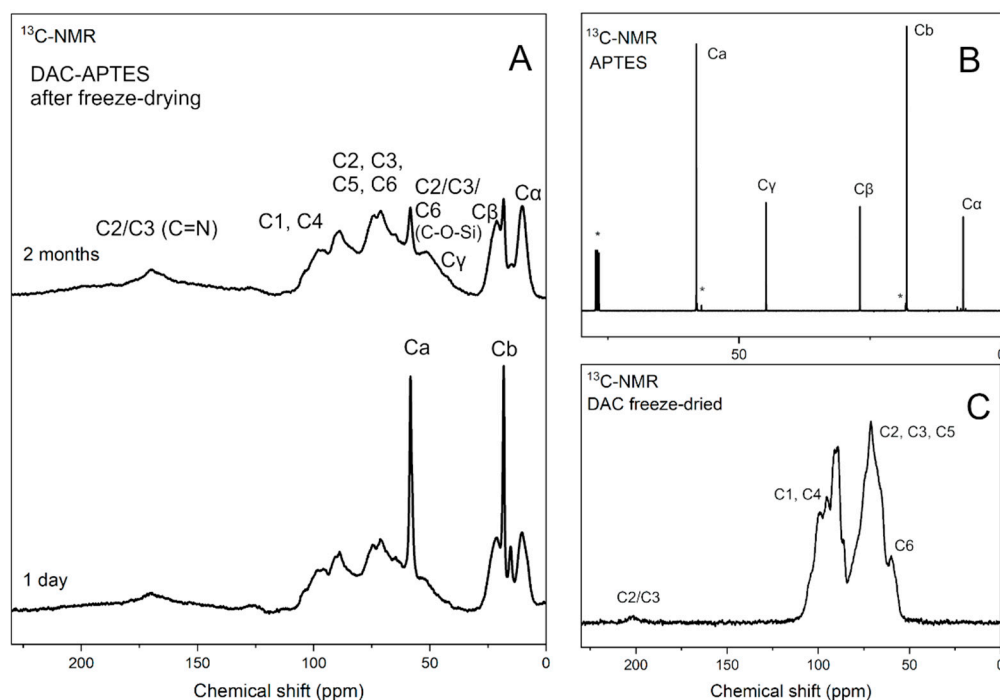 ¹³C-NMR
A
DAC-APTES
after freeze-drying
C2, C3,
C5, C6
C2/C3/
C6
(C-O-Si)
Cβ
Cα
C2/C3 (C=N)
C1, C4
Cγ
2 months
Ca
Cb
1 day
200
150
100
50
0
Chemical shift (ppm)
¹³C-NMR
APTES
B
Ca
Cb
Cγ
Cβ
Cα
*
*
*
50
0
¹³C-NMR
DAC freeze-dried
C
C2, C3, C5
C1, C4
C6
C2/C3
200
100
0
Chemical shift (ppm)